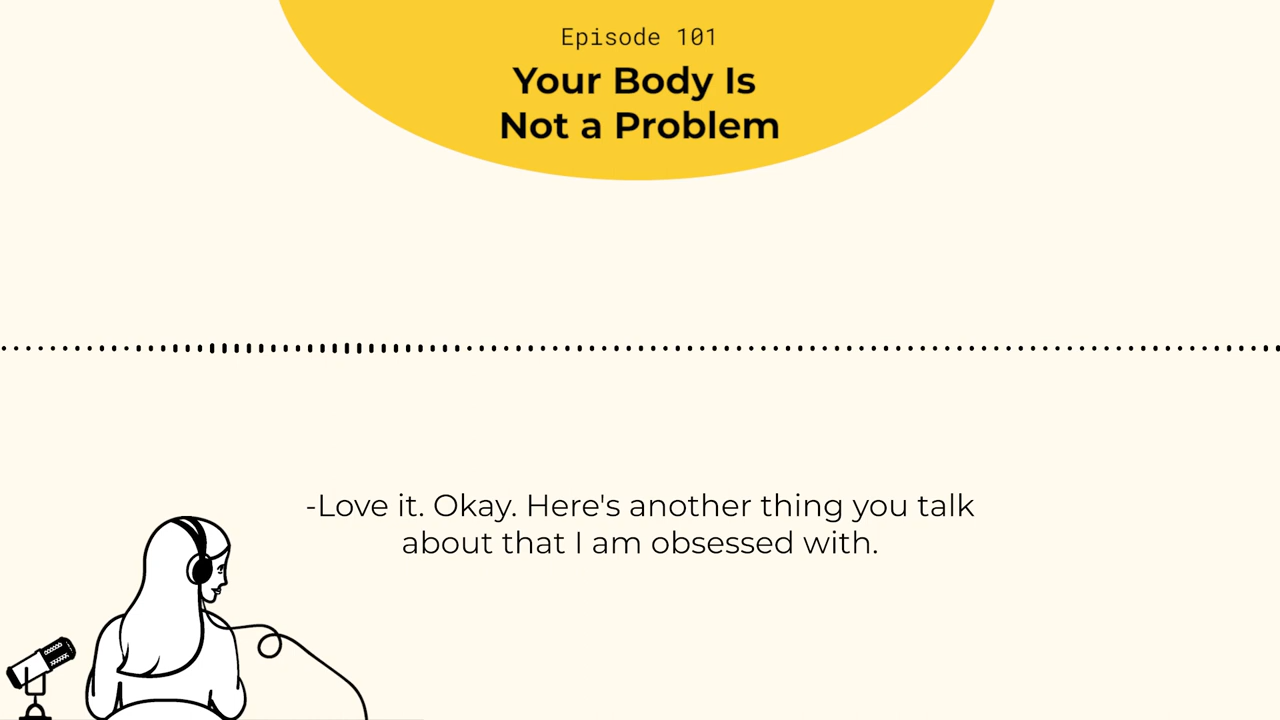 Episode 101
Your Body Is
Not a Problem
-Love it. Okay. Here's another thing you talk
about that I am obsessed with.